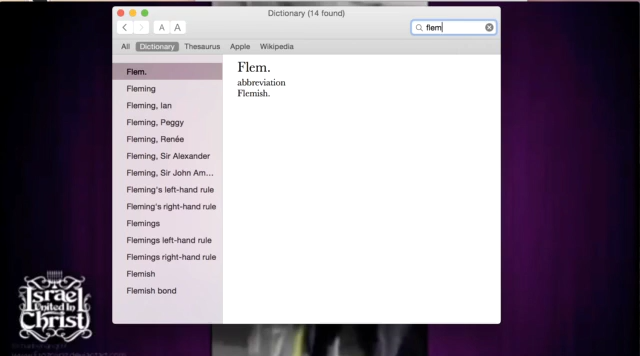 Dictionary (14 found)
A A
flem
All Dictionary Thesaurus Apple Wikipedia
Flem.
Fleming
Fleming, Ian
Fleming, Peggy
Fleming, Renée
Fleming, Sir Alexander
Fleming, Sir John Am...
Fleming's left-hand rule
Fleming's right-hand rule
Flemings
Flemings left-hand rule
Flemings right-hand rule
Flemish
Flemish bond
Flem.
abbreviation
Flemish.
Israel
United In
Christ